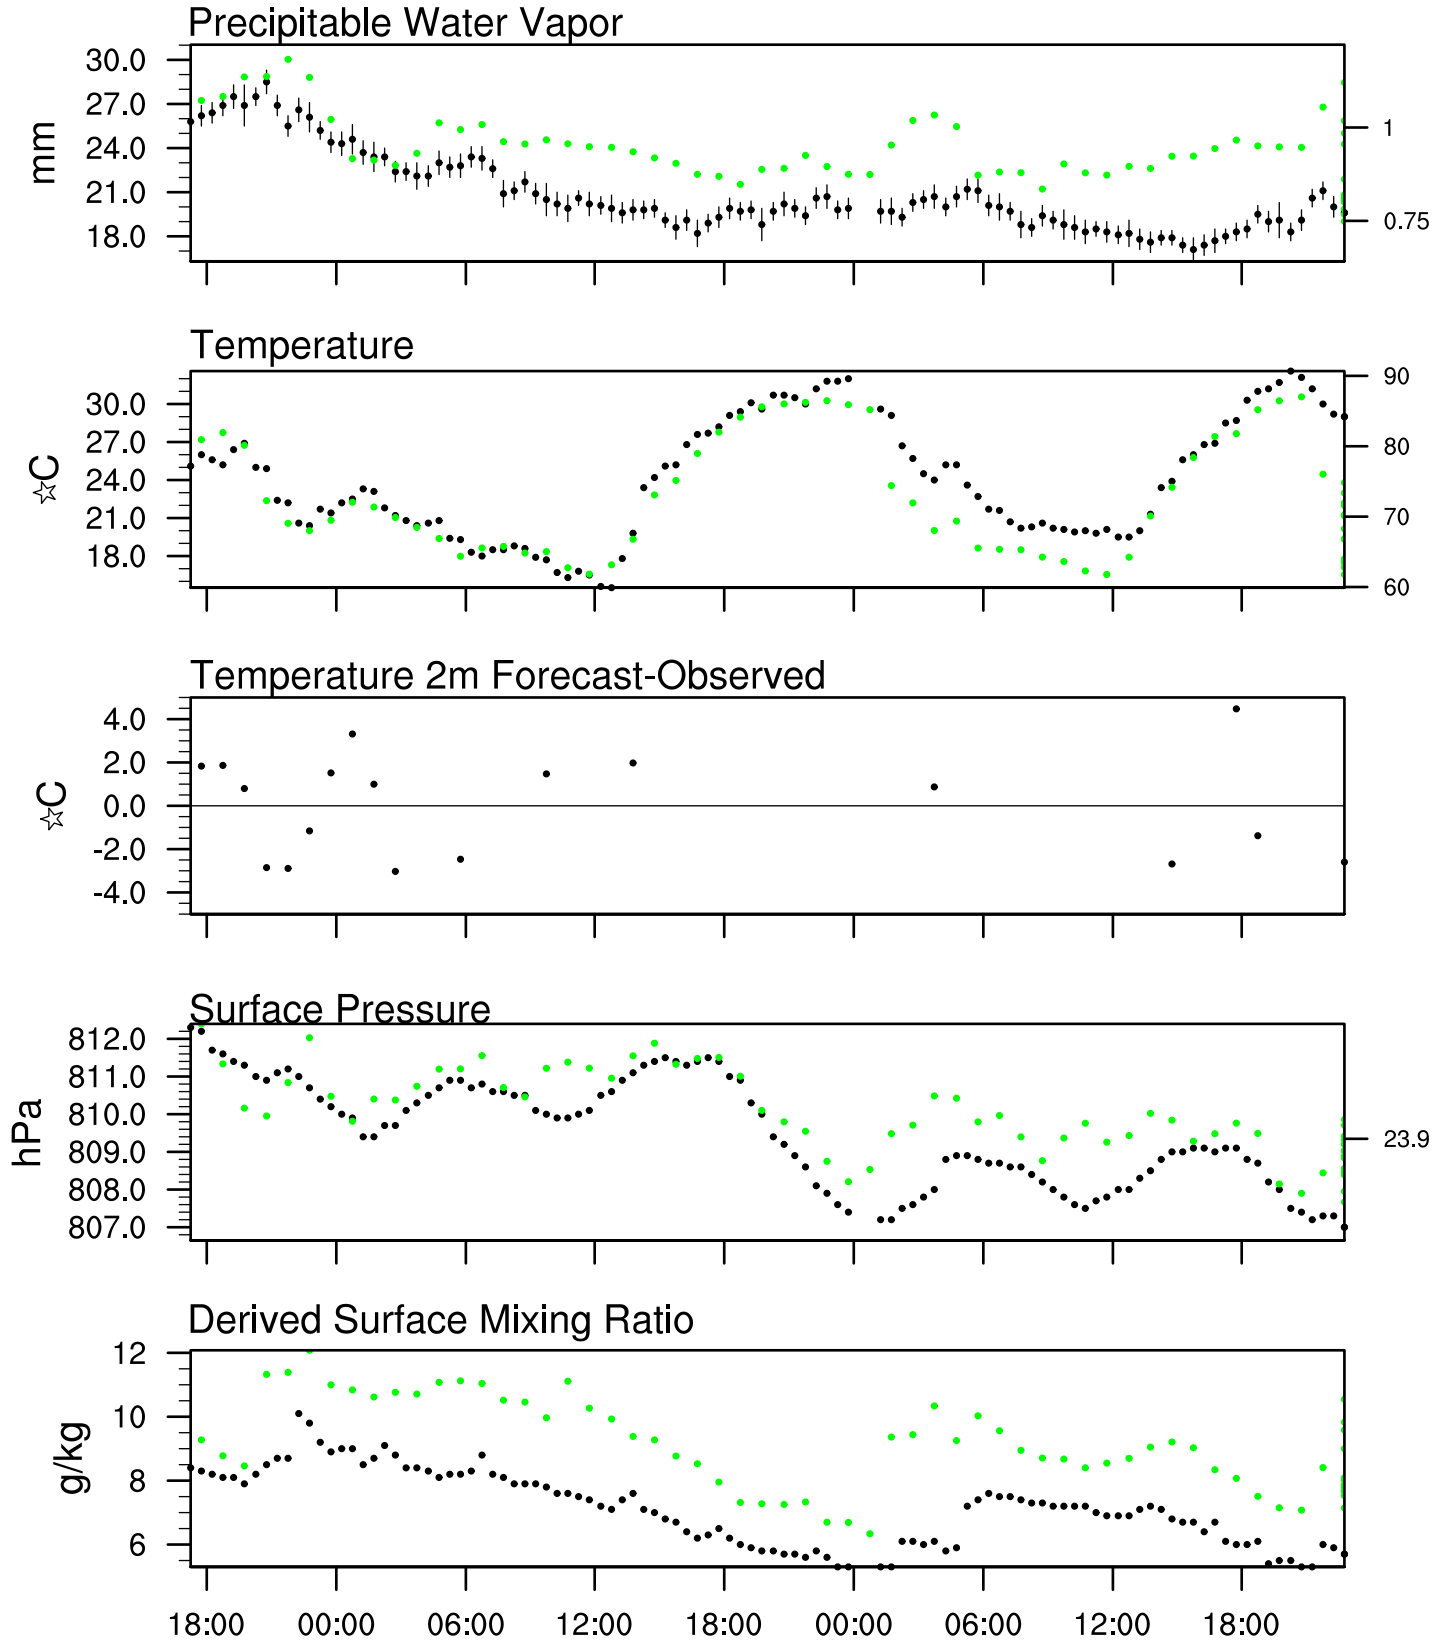 Precipitable Water Vapor
30.0
27.0
24.0
21.0
18.0
mm
1
0.75
Temperature
30.0
27.0
24.0
21.0
18.0
☆C
90
80
70
60
Temperature 2m Forecast-Observed
4.0
2.0
0.0
-2.0
-4.0
☆C
Surface Pressure
812.0
811.0
810.0
809.0
808.0
807.0
hPa
23.9
Derived Surface Mixing Ratio
12
10
8
6
g/kg
18:00 00:00 06:00 12:00 18:00 00:00 06:00 12:00 18:00